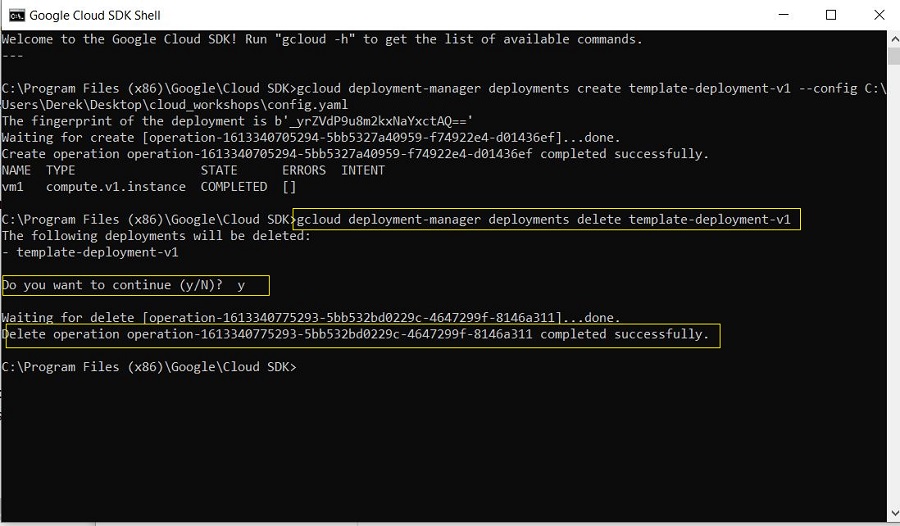 Google Cloud SDK Shell
Welcome to the Google Cloud SDK! Run "gcloud -h" to get the list of available commands.
---
C:\Program Files (x86)\Google\Cloud SDK>gcloud deployment-manager deployments create template-deployment-v1 --config C:\
Users\Derek\Desktop\cloud_workshops\config.yaml
The fingerprint of the deployment is b'_yrZVdP9u8m2kxNaYxctAQ=='
Waiting for create [operation-1613340705294-5bb5327a40959-f74922e4-d01436ef]...done.
Create operation operation-1613340705294-5bb5327a40959-f74922e4-d01436ef completed successfully.
NAME  TYPE                 STATE      ERRORS  INTENT
vm1   compute.v1.instance  COMPLETED  []
C:\Program Files (x86)\Google\Cloud SDK>gcloud deployment-manager deployments delete template-deployment-v1
The following deployments will be deleted:
- template-deployment-v1
Do you want to continue (y/N)?  y
Waiting for delete [operation-1613340775293-5bb532bd0229c-4647299f-8146a311]...done.
Delete operation operation-1613340775293-5bb532bd0229c-4647299f-8146a311 completed successfully.
C:\Program Files (x86)\Google\Cloud SDK>